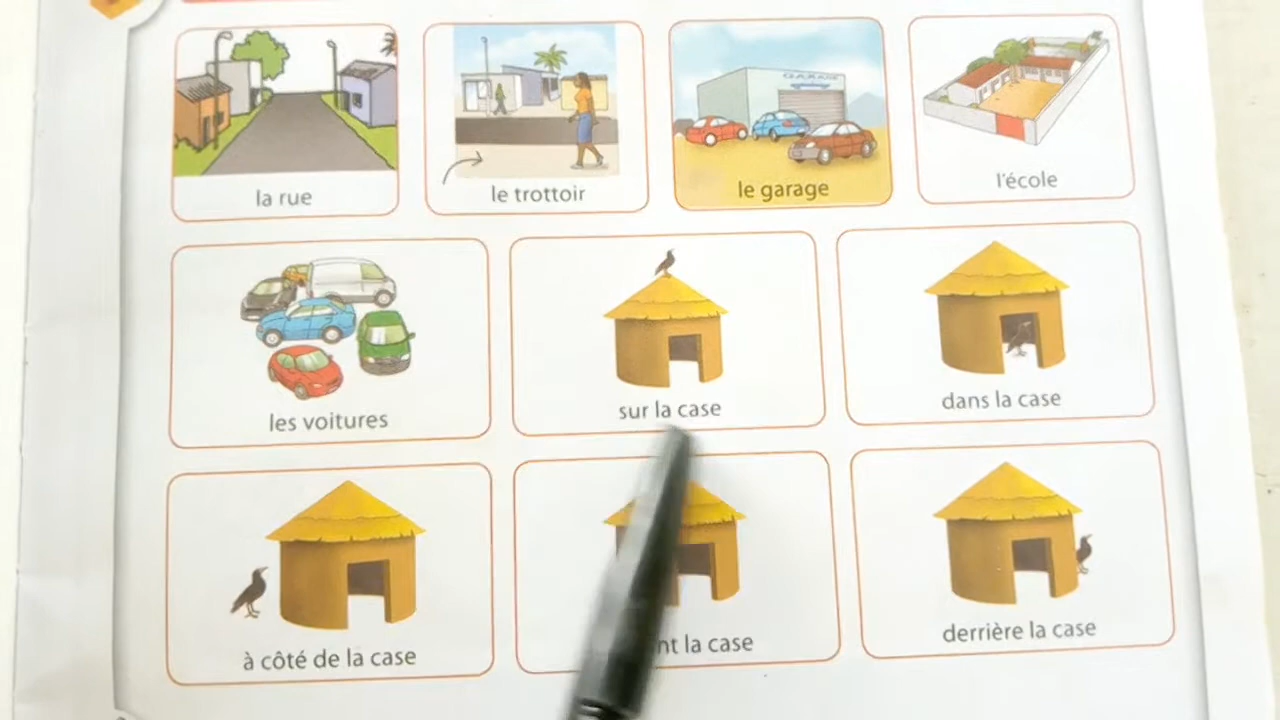 la rue
le trottoir
le garage
l'école
les voitures
sur la case
dans la case
à côté de la case
la case
derrière la case